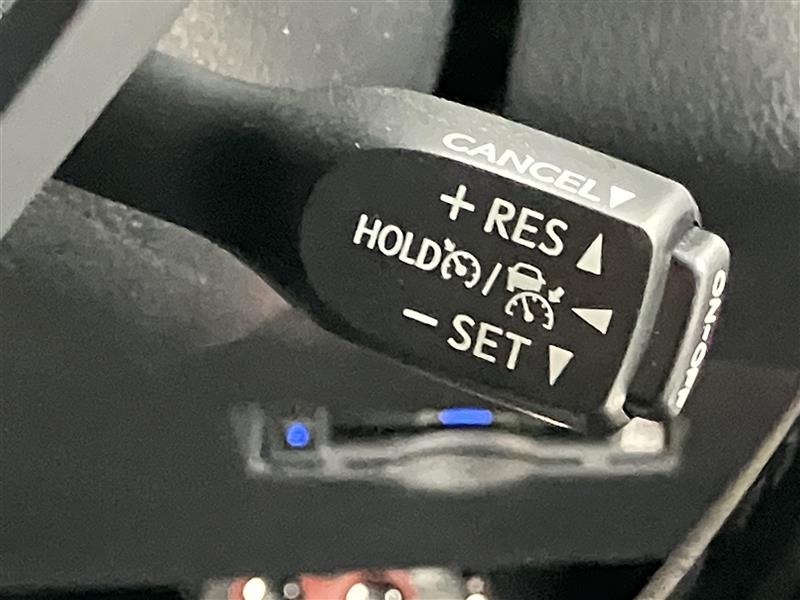 CANCEL▼
+ RES ▲
HOLD /
− SET ▼
ON-OFF